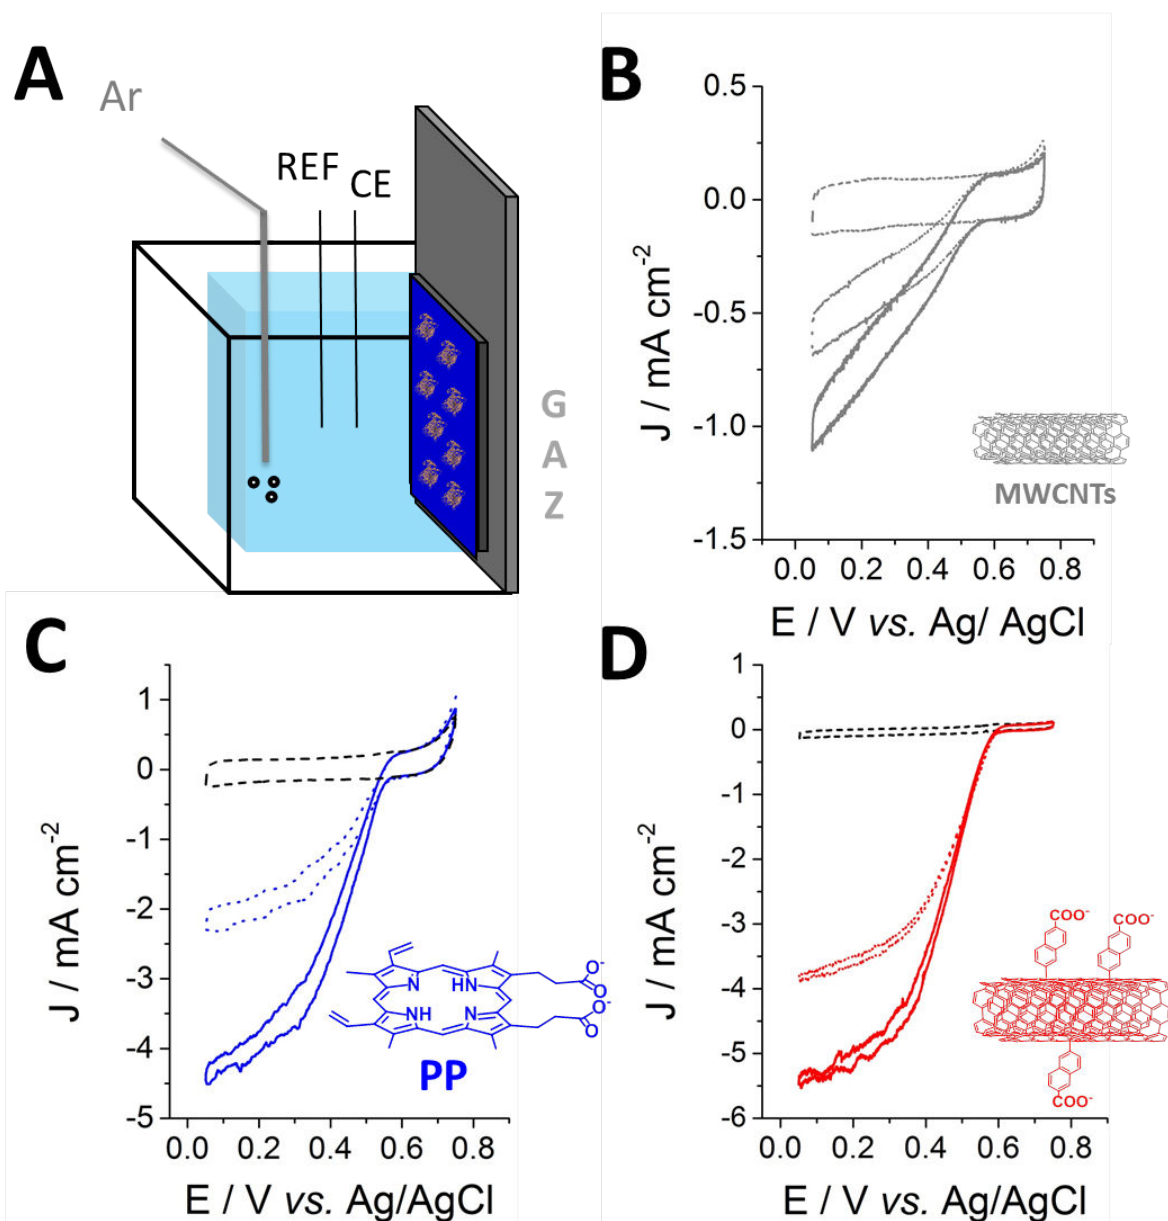 A
Ar
REF
CE
G
A
Z
B
0.5
0.0
-0.5
-1.0
-1.5
J / mA cm-2
0.0 0.2 0.4 0.6 0.8
E / V vs. Ag/ AgCl
MWCNTs
C
1
0
-1
-2
-3
-4
-5
J / mA cm-2
0.0 0.2 0.4 0.6 0.8
E / V vs. Ag/AgCl
N
HN
NH
N
O-
O
O-
O
PP
D
1
0
-1
-2
-3
-4
-5
-6
J / mA cm-2
0.0 0.2 0.4 0.6 0.8
E / V vs. Ag/AgCl
COO-
COO-
COO-